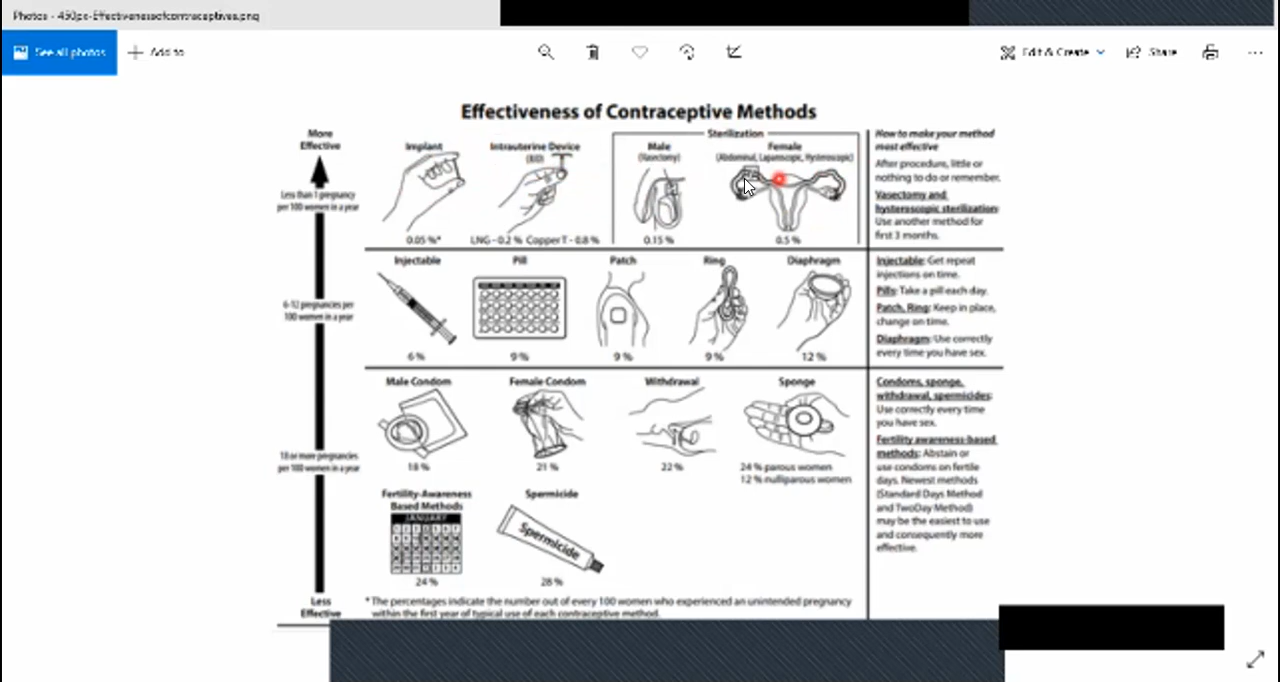 Photos - 450px-Effectivenessofcontraceptives.png
See all photos
Add to
Edit & Create
Share
Effectiveness of Contraceptive Methods
More
Effective
Less than 1 pregnancy
per 100 women in a year
6-12 pregnancies per
100 women in a year
18 or more pregnancies
per 100 women in a year
Less
Effective
Implant
0.05 %*
Intrauterine Device
(IUD)
LNG - 0.2 % Copper T - 0.8 %
Sterilization
Male
(Vasectomy)
0.15 %
Female
(Abdominal, Laparoscopic, Hysteroscopic)
0.5 %
How to make your method
most effective
After procedure, little or
nothing to do or remember.
Vasectomy and
hysteroscopic sterilization:
Use another method for
first 3 months.
Injectable
6 %
Pill
9 %
Patch
9 %
Ring
9 %
Diaphragm
12 %
Injectable: Get repeat
injections on time.
Pills: Take a pill each day.
Patch, Ring: Keep in place,
change on time.
Diaphragm: Use correctly
every time you have sex.
Male Condom
18 %
Female Condom
21 %
Withdrawal
22 %
Sponge
24 % parous women
12 % nulliparous women
Condoms, sponge,
withdrawal, spermicides:
Use correctly every time
you have sex.
Fertility awareness-based
methods: Abstain or
use condoms on fertile
days. Newest methods
(Standard Days Method
and TwoDay Method)
may be the easiest to use
and consequently more
effective.
Fertility-Awareness
Based Methods
JANUARY
24 %
Spermicide
Spermicide
28 %
* The percentages indicate the number out of every 100 women who experienced an unintended pregnancy
within the first year of typical use of each contraceptive method.